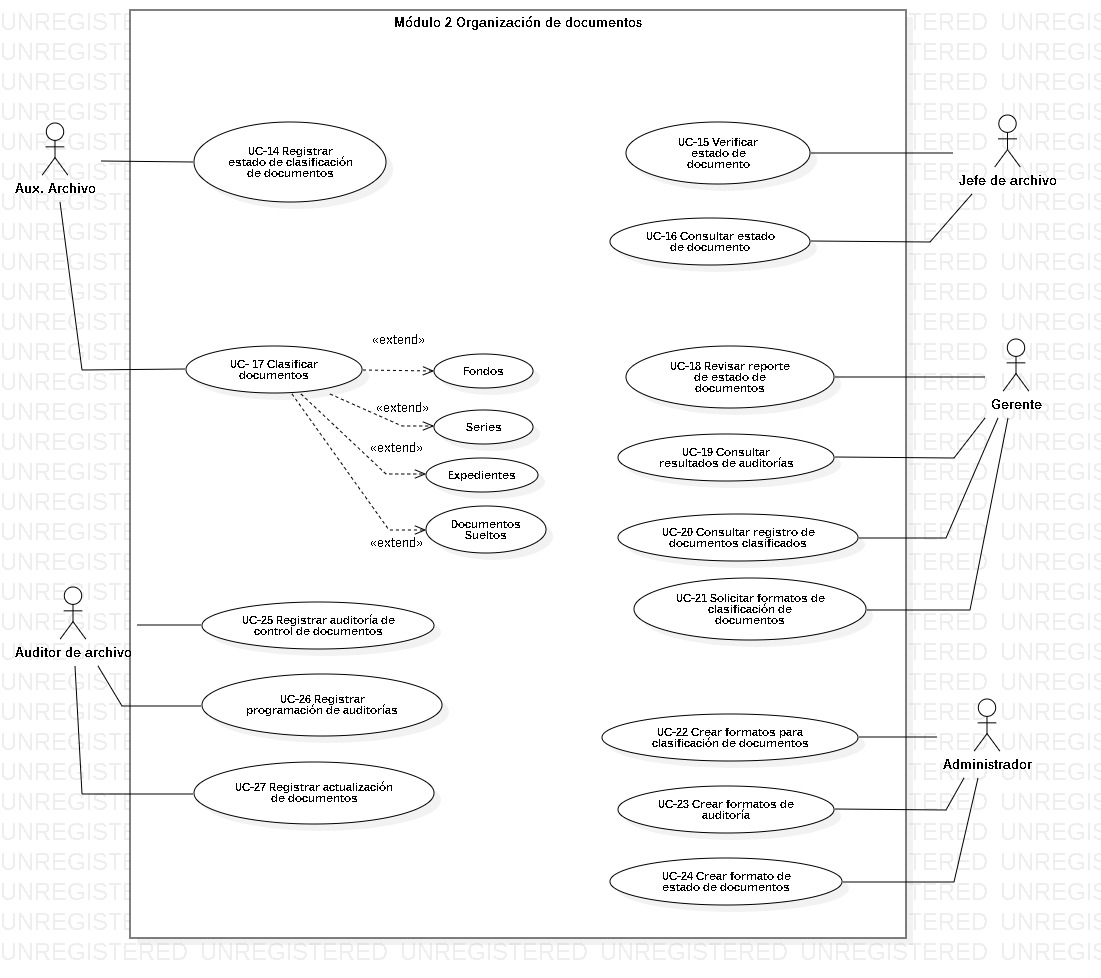 Módulo 2 Organización de documentos
Aux. Archivo
UC-14 Registrar
estado de clasificación
de documentos
UC-15 Verificar
estado de
documento
Jefe de archivo
UC-16 Consultar estado
de documento
UC- 17 Clasificar
documentos
«extend»
Fondos
«extend»
Series
«extend»
Expedientes
«extend»
Documentos
Sueltos
UC-18 Revisar reporte
de estado de
documentos
Gerente
UC-19 Consultar
resultados de auditorías
UC-20 Consultar registro de
documentos clasificados
UC-21 Solicitar formatos de
clasificación de
documentos
Auditor de archivo
UC-25 Registrar auditoría de
control de documentos
UC-26 Registrar
programación de auditorías
UC-27 Registrar actualización
de documentos
UC-22 Crear formatos para
clasificación de documentos
Administrador
UC-23 Crear formatos de
auditoría
UC-24 Crear formato de
estado de documentos
UNREGISTERED UNREGISTERED UNREGISTERED UNREGISTERED UNREGISTERED UNREGIS